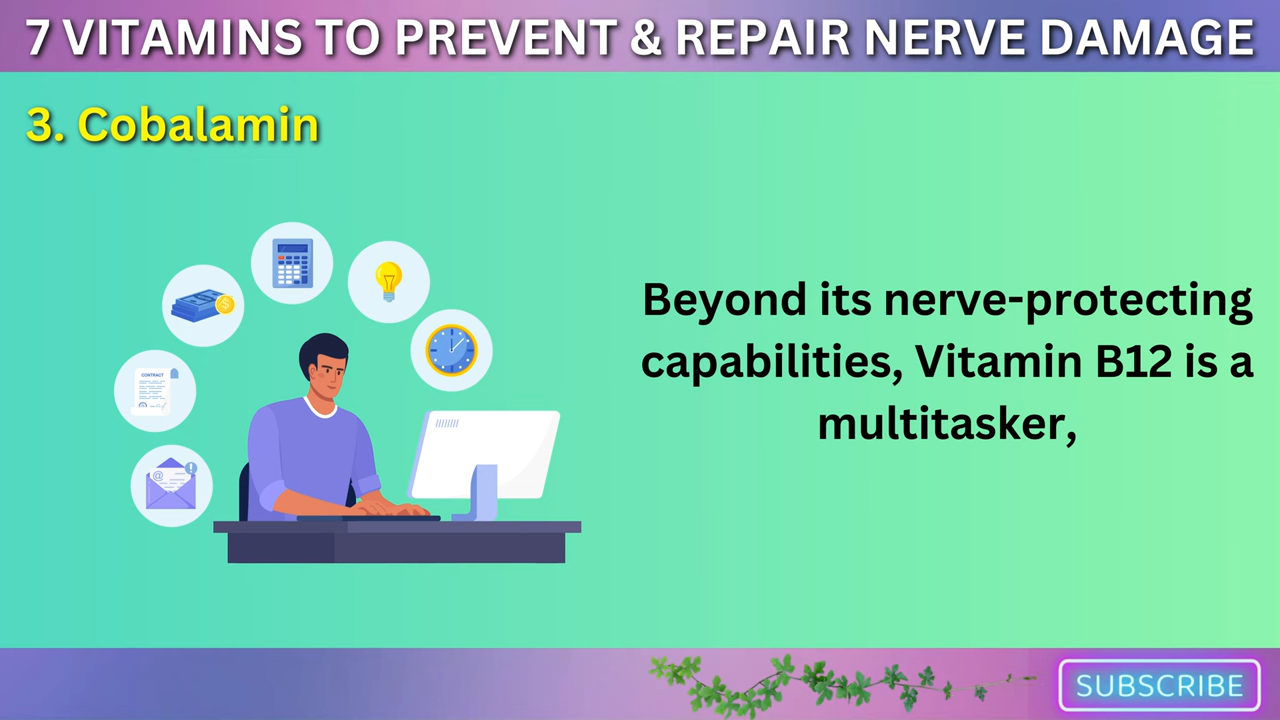 7 VITAMINS TO PREVENT & REPAIR NERVE DAMAGE
3. Cobalamin
CONTRACT
Beyond its nerve-protecting
capabilities, Vitamin B12 is a
multitasker,
SUBSCRIBE